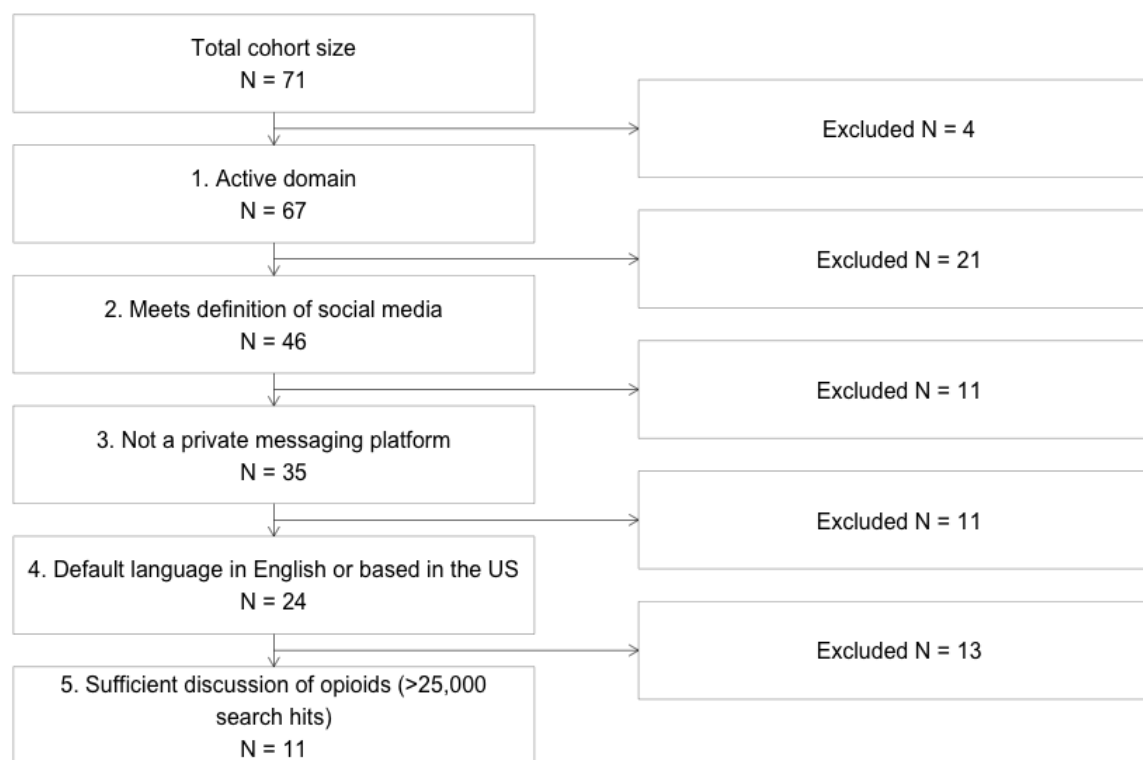 Total cohort size
N = 71
Excluded N = 4
1. Active domain
N = 67
Excluded N = 21
2. Meets definition of social media
N = 46
Excluded N = 11
3. Not a private messaging platform
N = 35
Excluded N = 11
4. Default language in English or based in the US
N = 24
Excluded N = 13
5. Sufficient discussion of opioids (>25,000
search hits)
N = 11